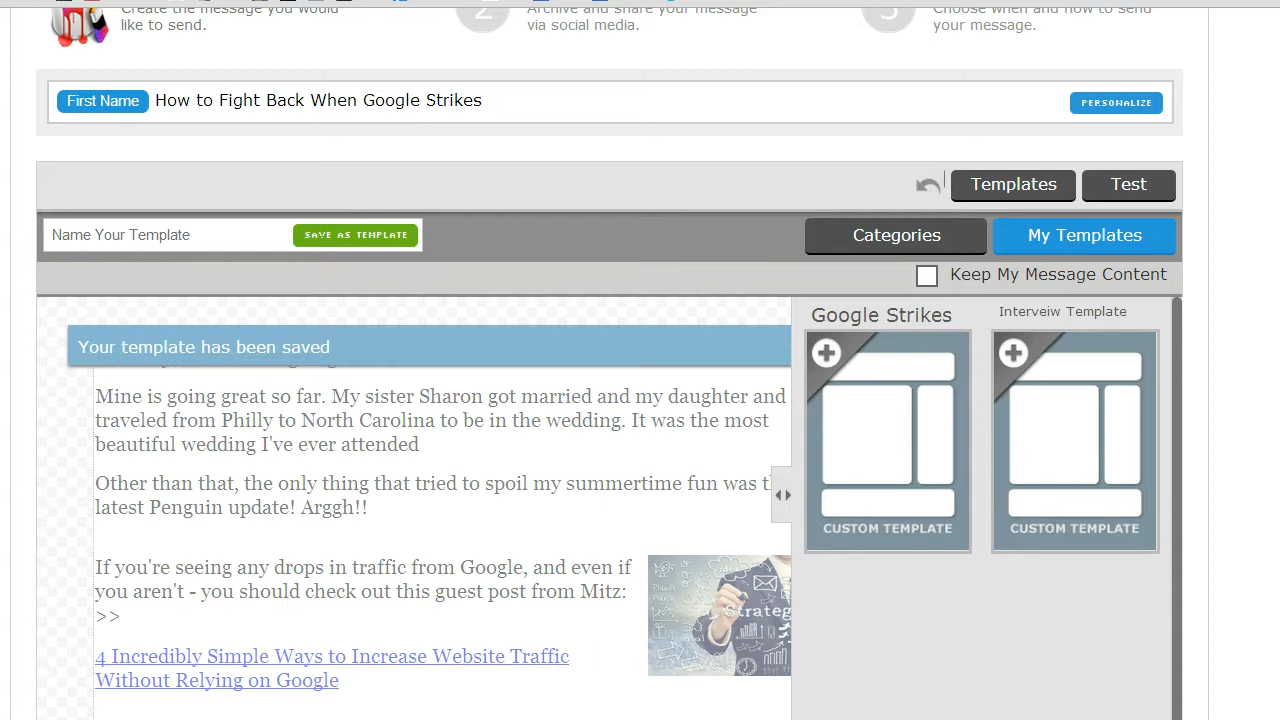 Create the message you would
like to send.
2
Archive and share your message
via social media.
3
Choose when and how to send
your message.
First Name How to Fight Back When Google Strikes
PERSONALIZE
Templates
Test
Name Your Template
SAVE AS TEMPLATE
Categories
My Templates
Keep My Message Content
Google Strikes
Interveiw Template
Your template has been saved
CUSTOM TEMPLATE
CUSTOM TEMPLATE
Mine is going great so far. My sister Sharon got married and my daughter and
traveled from Philly to North Carolina to be in the wedding. It was the most
beautiful wedding I've ever attended
Other than that, the only thing that tried to spoil my summertime fun was th
latest Penguin update! Arggh!!
If you're seeing any drops in traffic from Google, and even if
you aren't - you should check out this guest post from Mitz:
>>
4 Incredibly Simple Ways to Increase Website Traffic
Without Relying on Google
Strateg